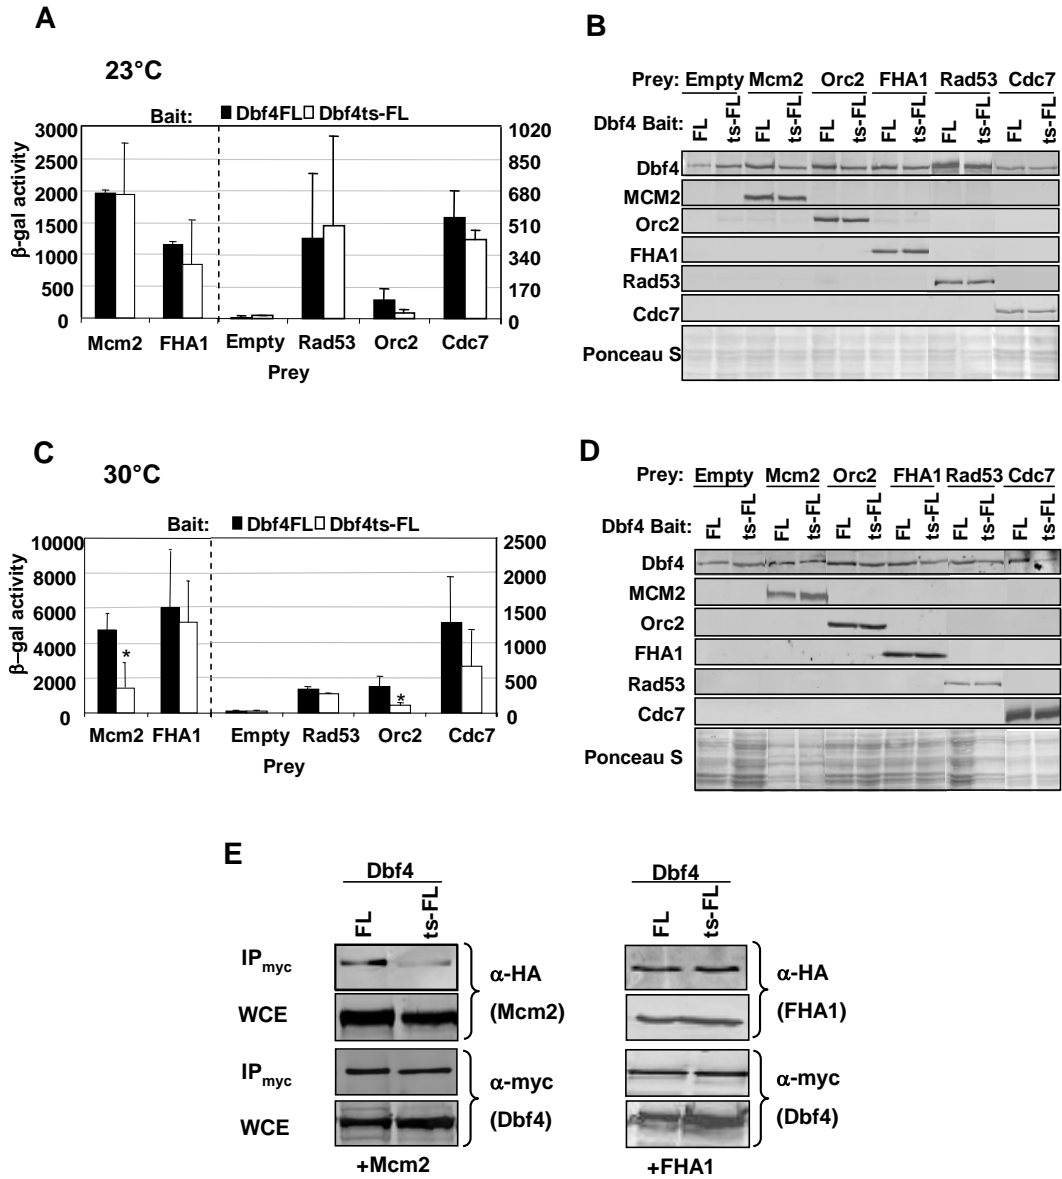 A
23°C
Bait: Dbf4FL Dbf4ts-FL
β-gal activity
3000
2500
2000
1500
1000
500
0
1020
850
680
510
340
170
0
Mcm2 FHA1 Empty Rad53 Orc2 Cdc7
Prey
B
Prey: Empty Mcm2 Orc2 FHA1 Rad53 Cdc7
Dbf4 Bait: FL ts-FL FL ts-FL FL ts-FL FL ts-FL FL ts-FL FL ts-FL
Dbf4
MCM2
Orc2
FHA1
Rad53
Cdc7
Ponceau S
C
30°C
Bait: Dbf4FL Dbf4ts-FL
β–gal activity
10000
8000
6000
4000
2000
0
2500
2000
1500
1000
500
0
*
*
Mcm2 FHA1 Empty Rad53 Orc2 Cdc7
Prey
D
Prey: Empty Mcm2 Orc2 FHA1 Rad53 Cdc7
Dbf4 Bait: FL ts-FL FL ts-FL FL ts-FL FL ts-FL FL ts-FL FL ts-FL
Dbf4
MCM2
Orc2
FHA1
Rad53
Cdc7
Ponceau S
E
Dbf4
FL ts-FL
IPmyc
WCE
α-HA
(Mcm2)
IPmyc
WCE
α-myc
(Dbf4)
+Mcm2
Dbf4
FL ts-FL
α-HA
(FHA1)
α-myc
(Dbf4)
+FHA1